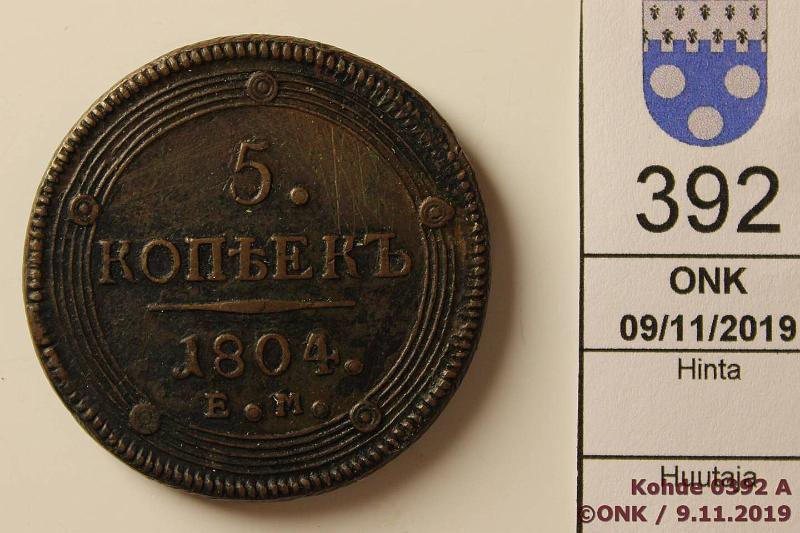 5.
КОПѢЕКЪ
1804.
Е.М.
392
ONK
09/11/2019
Hinta
Huutaja
Kohde 0392 A
©ONK / 9.11.2019